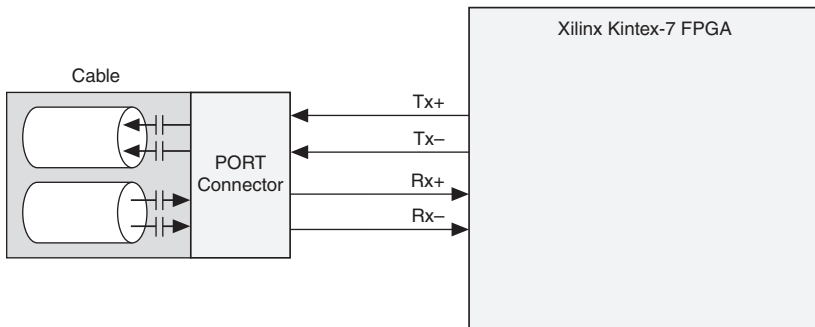 Xilinx Kintex-7 FPGA
Cable
Tx+
Tx–
PORT
Connector
Rx+
Rx–